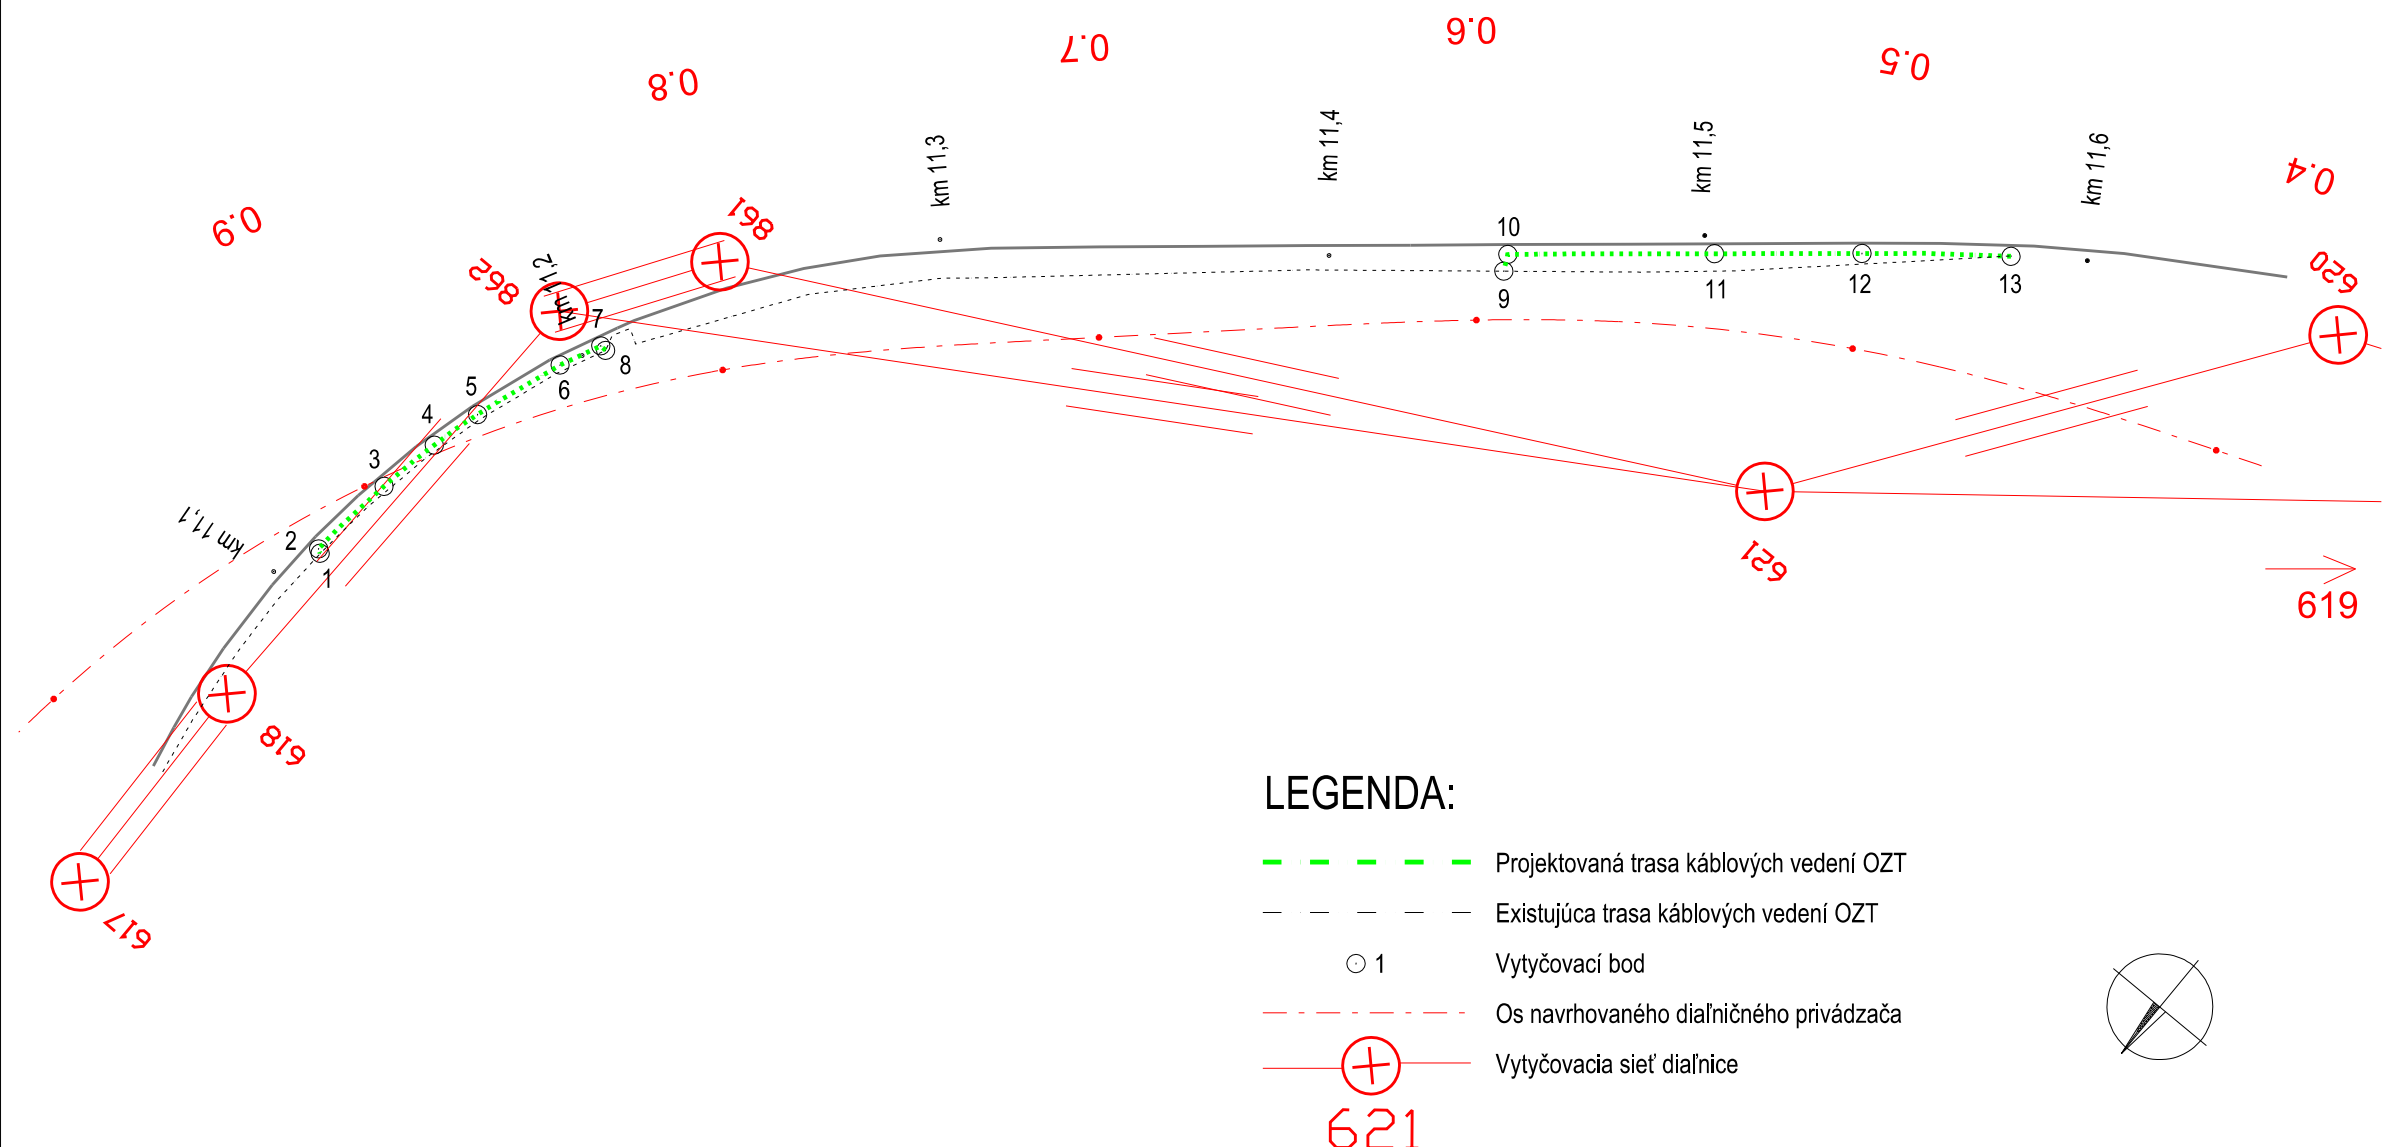 0.9
0.8
0.7
0.6
0.5
0.4
km 11,1
km 11,2
km 11,3
km 11,4
km 11,5
km 11,6
862
861
620
621
619
618
617
1
2
3
4
5
6
7
8
9
10
11
12
13
LEGENDA:
Projektovaná trasa káblových vedení OZT
Existujúca trasa káblových vedení OZT
1 Vytyčovací bod
Os navrhovaného diaľničného privádzača
Vytyčovacia sieť diaľnice
621